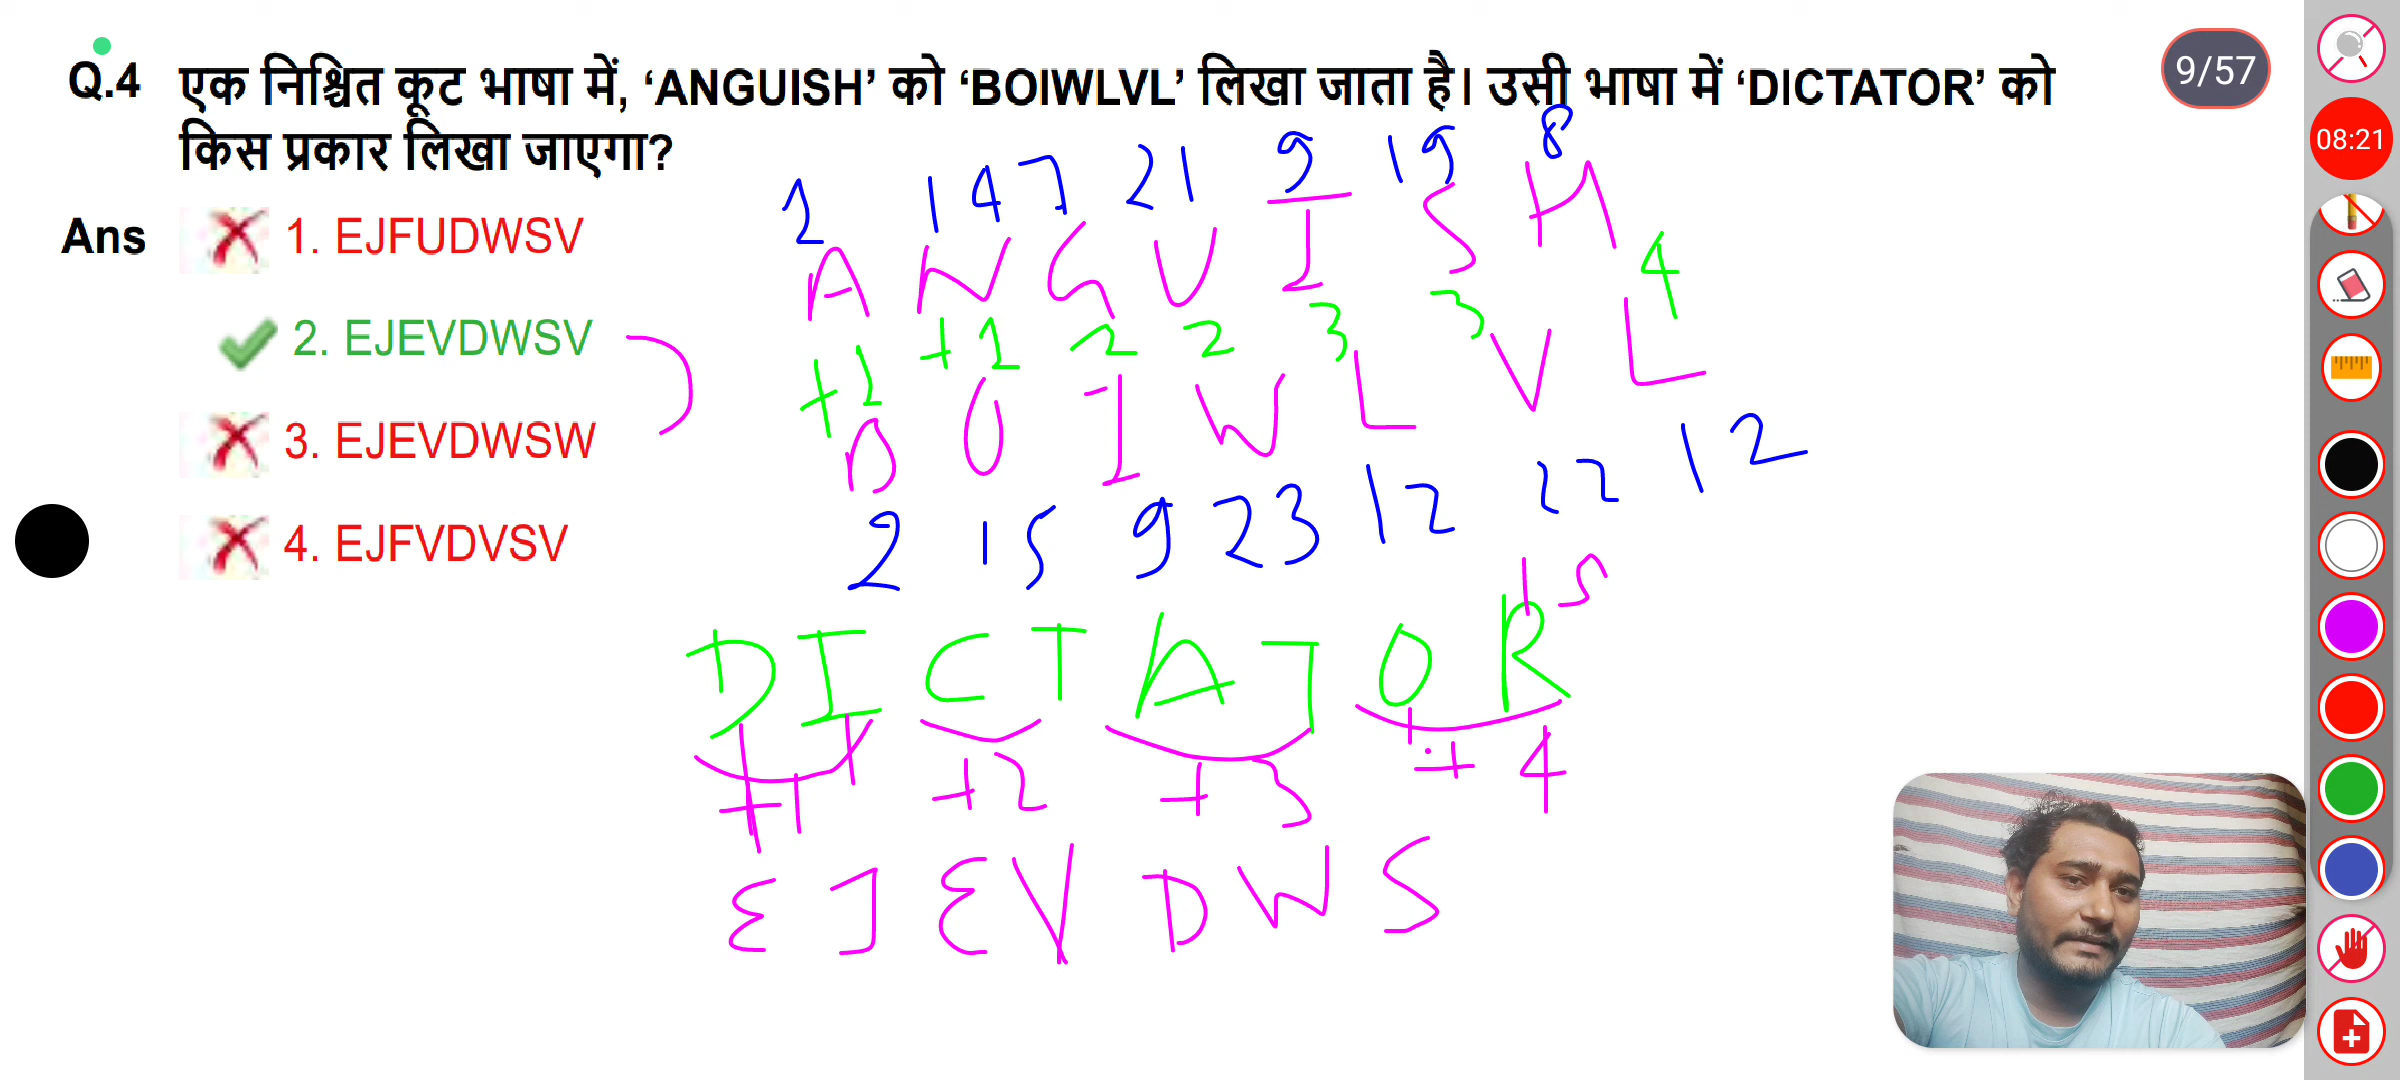 Q.4 एक निश्चित कूट भाषा में, ‘ANGUISH’ को ‘BOIWLVL’ लिखा जाता है। उसी भाषा में ‘DICTATOR’ को
किस प्रकार लिखा जाएगा?
9/57
08:21
Ans 1. EJFUDWSV
2. EJEVDWSV
3. EJEVDWSW
4. EJFVDVSV
1 14 7 21 9 19 8
A N G U I S H
+1 +1 2 2 3 3 4
B O I W L V L
2 15 9 23 12 22 12
15
D I C T A T O R
+1 +2 +3 + 4
E J E V D W S